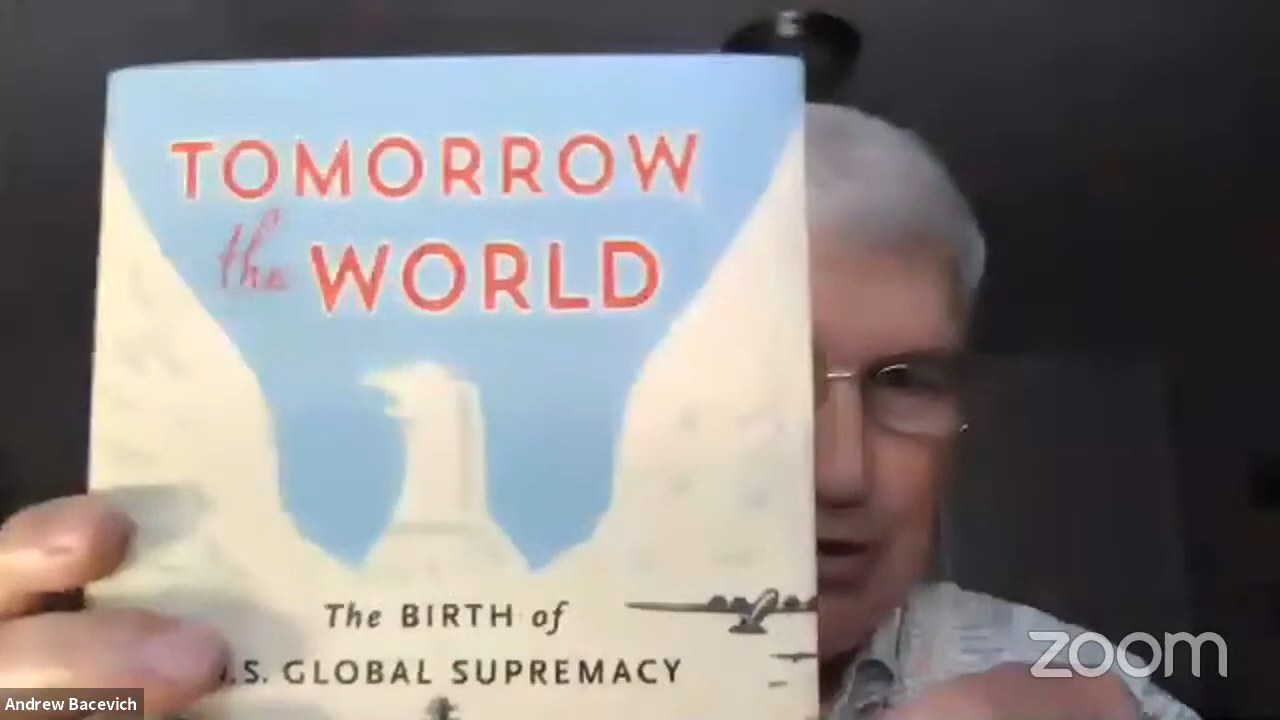 TOMORROW
the WORLD
The BIRTH of
.S. GLOBAL SUPREMACY
zoom
Andrew Bacevich